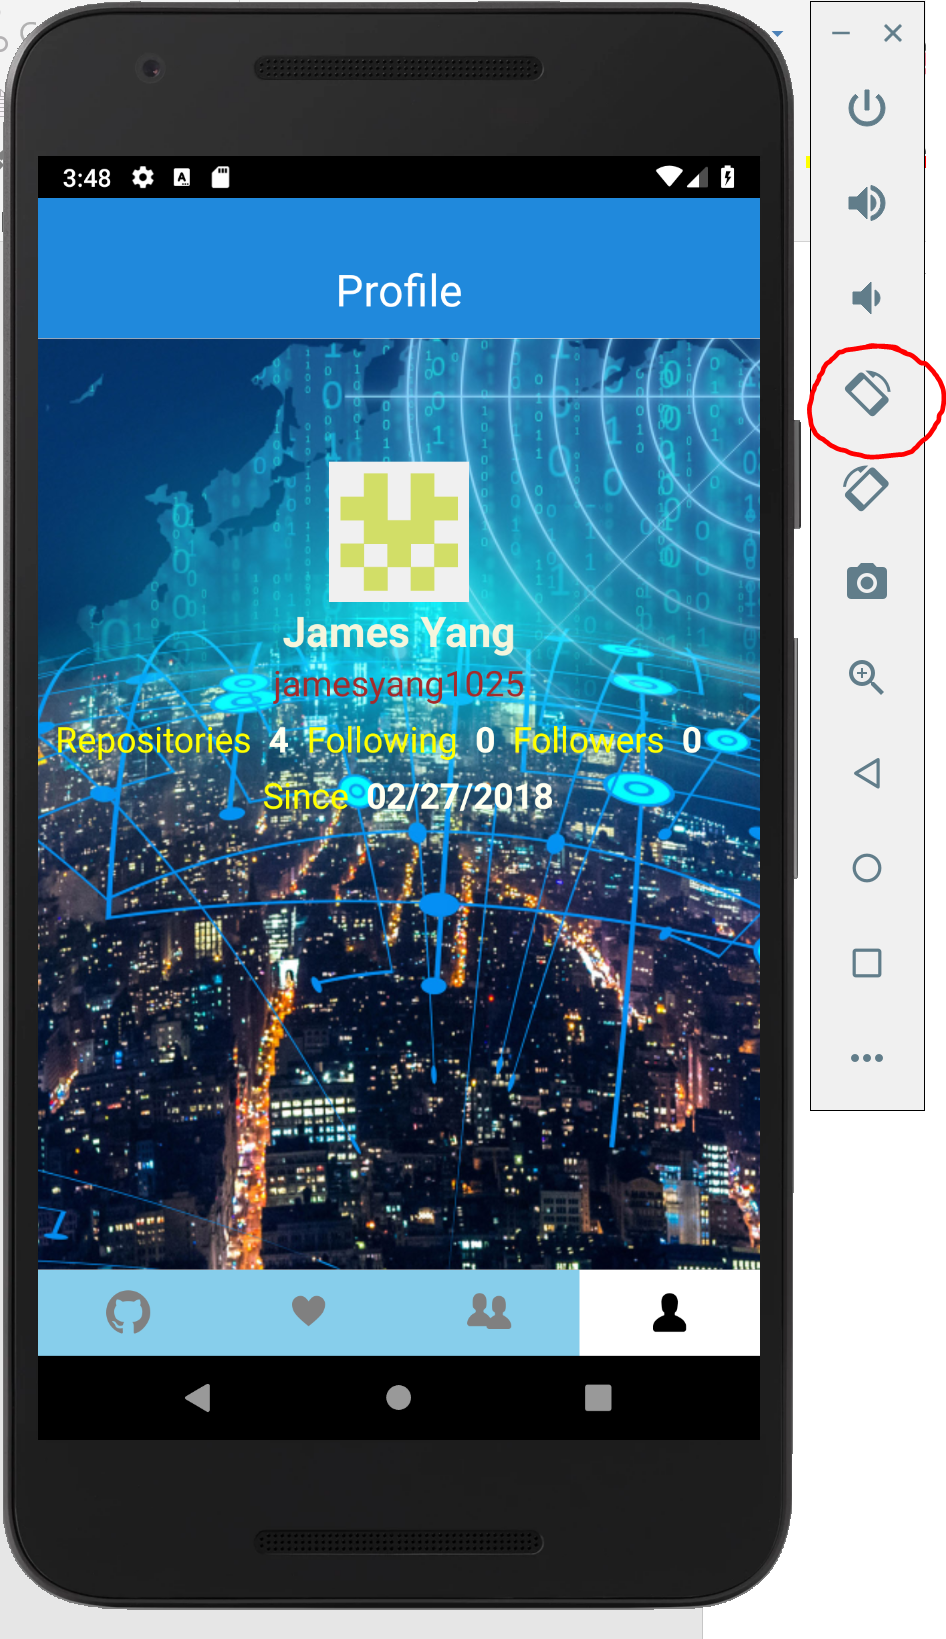 3:48
Profile
James Yang
jamesyang1025
Repositories 4 Following 0 Followers 0
Since 02/27/2018